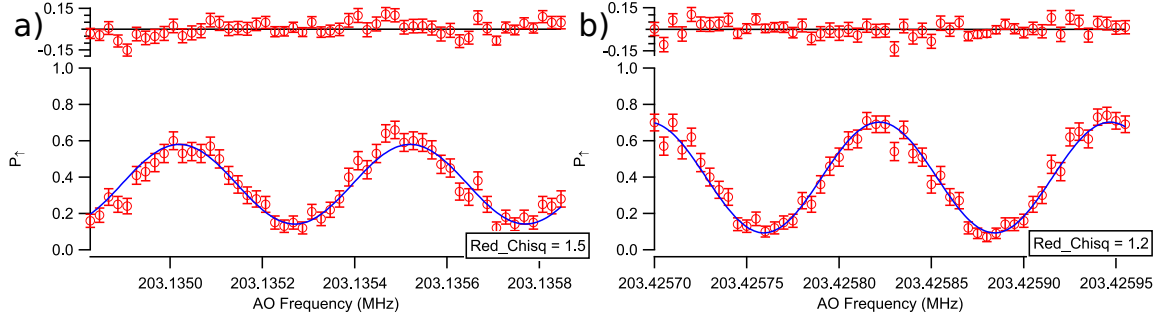 a)
0.15
-0.15
1.0
0.8
0.6
0.4
0.2
0.0
P↑
Red_Chisq = 1.5
203.1350 203.1352 203.1354 203.1356 203.1358
AO Frequency (MHz)
b)
0.15
-0.15
1.0
0.8
0.6
0.4
0.2
0.0
P↑
Red_Chisq = 1.2
203.42570 203.42575 203.42580 203.42585 203.42590 203.42595
AO Frequency (MHz)